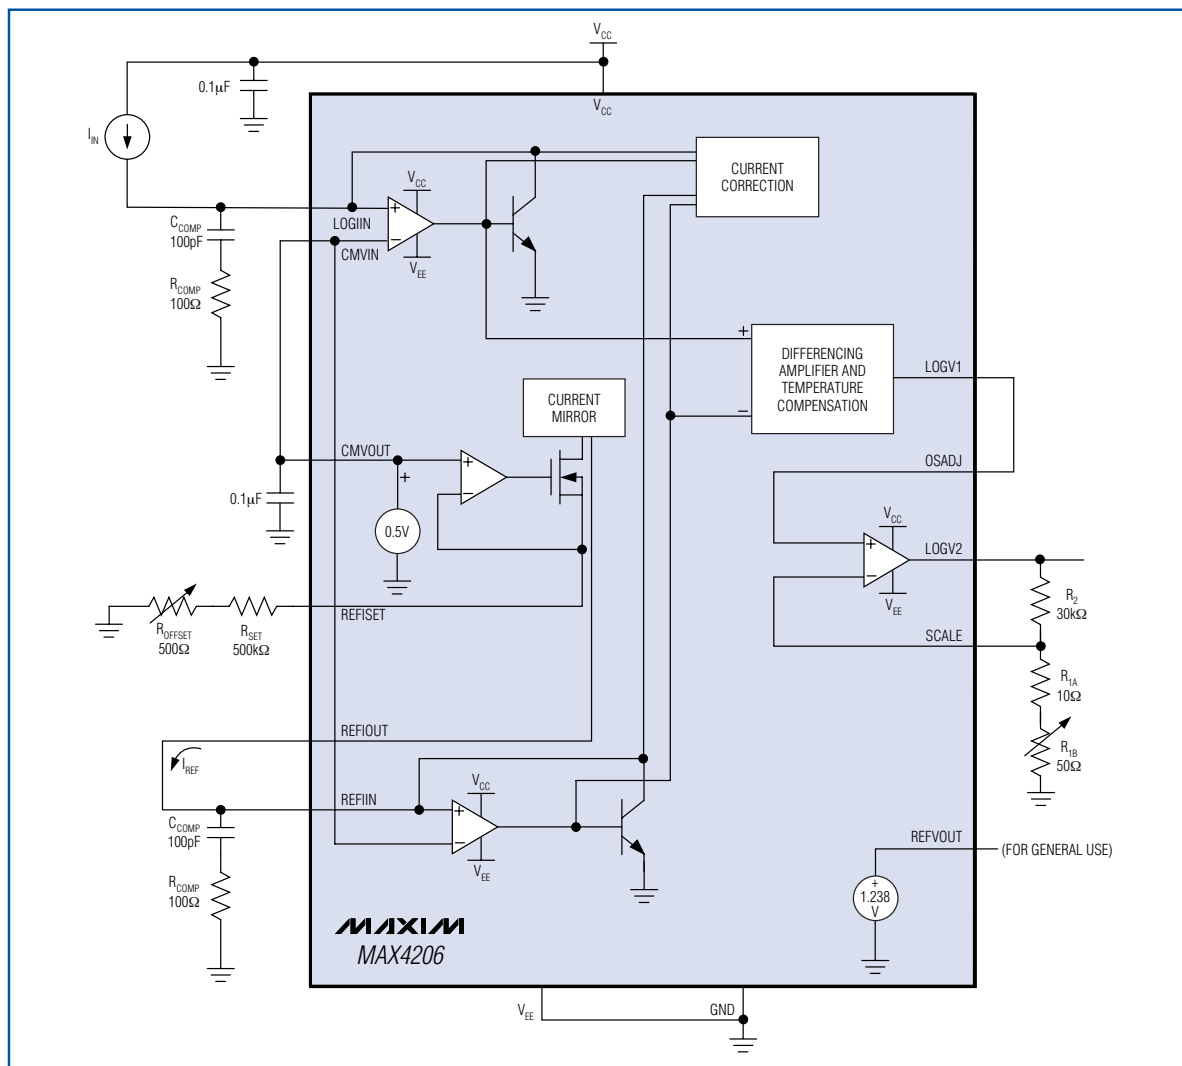 VCC
0.1µF
VCC
IIN
CURRENT
CORRECTION
VCC
+
LOGIIN
−
CMVIN
VEE
CCOMP
100pF
RCOMP
100Ω
+
DIFFERENCING
AMPLIFIER AND
TEMPERATURE
COMPENSATION
−
LOGV1
CURRENT
MIRROR
CMVOUT
+
+
−
0.5V
0.1µF
OSADJ
VCC
+
−
VEE
LOGV2
R2
30kΩ
SCALE
R1A
10Ω
R1B
50Ω
REFISET
ROFFSET
500Ω
RSET
500kΩ
REFIOUT
IREF
REFIIN
VCC
+
−
VEE
CCOMP
100pF
RCOMP
100Ω
REFVOUT
(FOR GENERAL USE)
+
1.238
V
MAXIM
MAX4206
VEE
GND